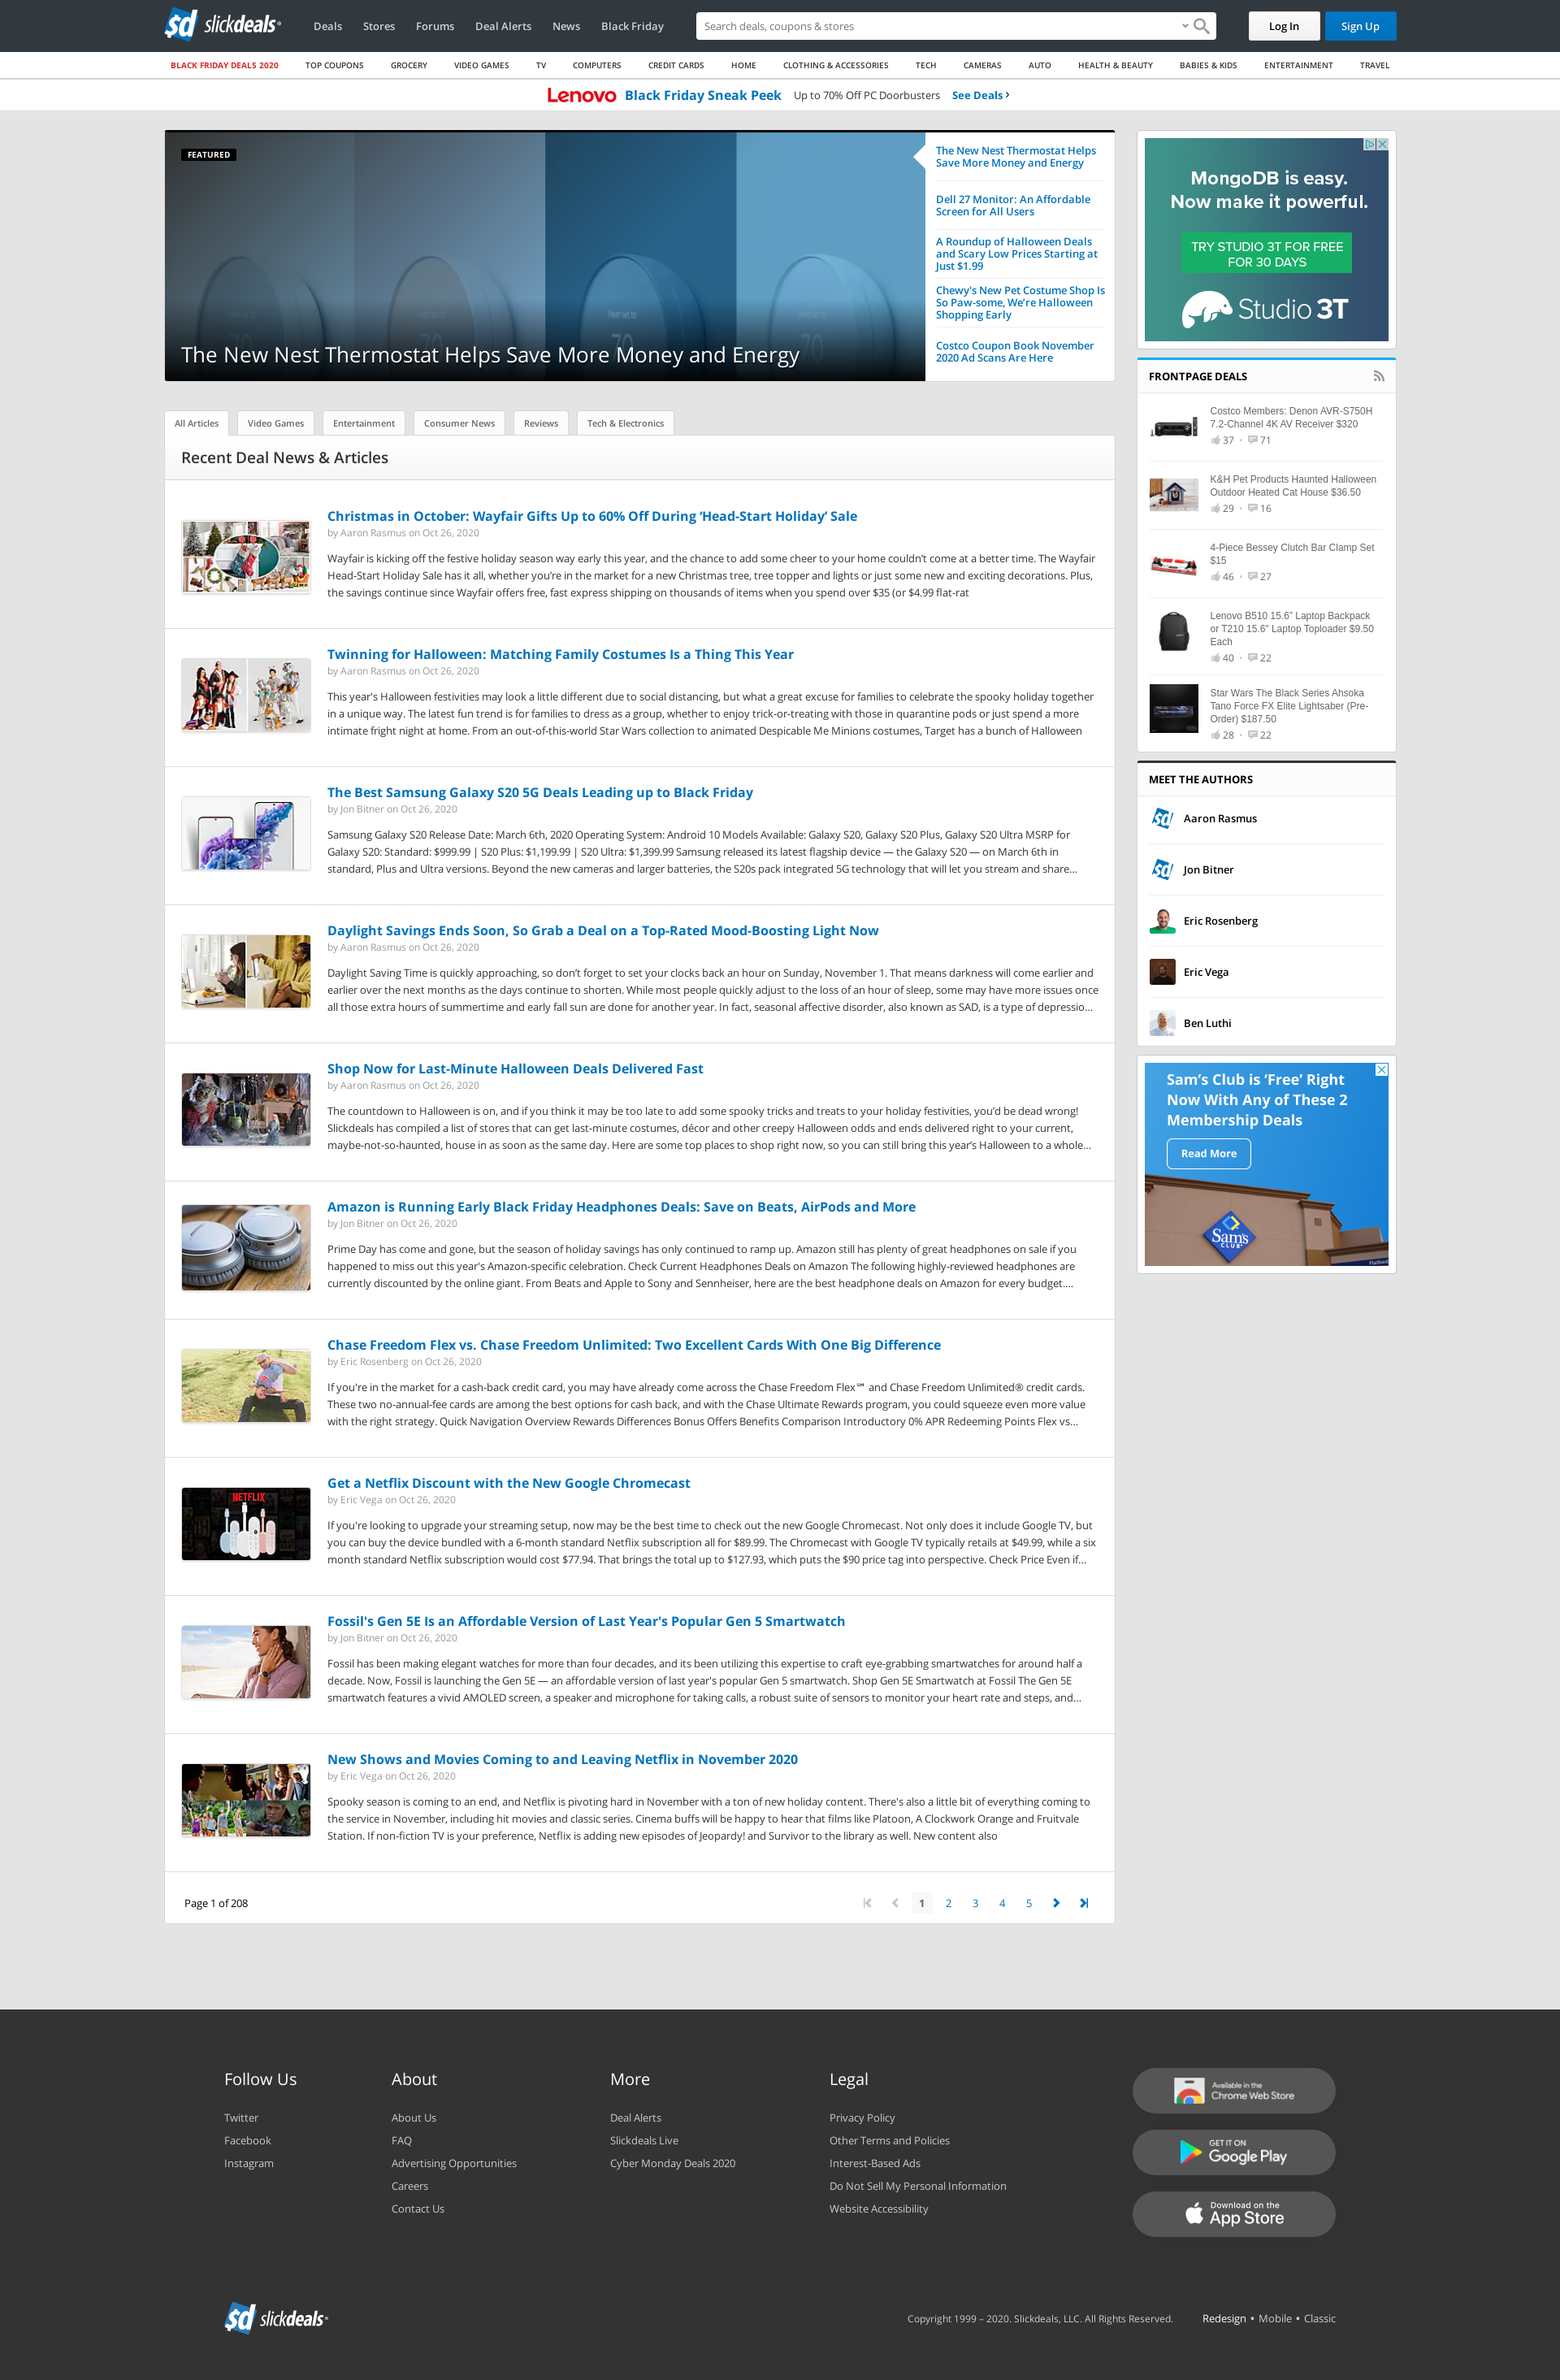 sd slickdeals
Deals Stores Forums Deal Alerts News Black Friday
Search deals, coupons & stores
Log In Sign Up
BLACK FRIDAY DEALS 2020 TOP COUPONS GROCERY VIDEO GAMES TV COMPUTERS CREDIT CARDS HOME CLOTHING & ACCESSORIES TECH CAMERAS AUTO HEALTH & BEAUTY BABIES & KIDS ENTERTAINMENT TRAVEL
Lenovo Black Friday Sneak Peek Up to 70% Off PC Doorbusters See Deals
FEATURED
Heat set to
70
The New Nest Thermostat Helps Save More Money and Energy
The New Nest Thermostat Helps
Save More Money and Energy
Dell 27 Monitor: An Affordable
Screen for All Users
A Roundup of Halloween Deals
and Scary Low Prices Starting at
Just $1.99
Chewy's New Pet Costume Shop Is
So Paw-some, We’re Halloween
Shopping Early
Costco Coupon Book November
2020 Ad Scans Are Here
All Articles Video Games Entertainment Consumer News Reviews Tech & Electronics
Recent Deal News & Articles
Christmas in October: Wayfair Gifts Up to 60% Off During ‘Head-Start Holiday’ Sale
by Aaron Rasmus on Oct 26, 2020
Wayfair is kicking off the festive holiday season way early this year, and the chance to add some cheer to your home couldn’t come at a better time. The Wayfair
Head-Start Holiday Sale has it all, whether you’re in the market for a new Christmas tree, tree topper and lights or just some new and exciting decorations. Plus,
the savings continue since Wayfair offers free, fast express shipping on thousands of items when you spend over $35 (or $4.99 flat-rat
Twinning for Halloween: Matching Family Costumes Is a Thing This Year
by Aaron Rasmus on Oct 26, 2020
This year's Halloween festivities may look a little different due to social distancing, but what a great excuse for families to celebrate the spooky holiday together
in a unique way. The latest fun trend is for families to dress as a group, whether to enjoy trick-or-treating with those in quarantine pods or just spend a more
intimate fright night at home. From an out-of-this-world Star Wars collection to animated Despicable Me Minions costumes, Target has a bunch of Halloween
The Best Samsung Galaxy S20 5G Deals Leading up to Black Friday
by Jon Bitner on Oct 26, 2020
Samsung Galaxy S20 Release Date: March 6th, 2020 Operating System: Android 10 Models Available: Galaxy S20, Galaxy S20 Plus, Galaxy S20 Ultra MSRP for
Galaxy S20: Standard: $999.99 | S20 Plus: $1,199.99 | S20 Ultra: $1,399.99 Samsung released its latest flagship device — the Galaxy S20 — on March 6th in
standard, Plus and Ultra versions. Beyond the new cameras and larger batteries, the S20s pack integrated 5G technology that will let you stream and share…
Daylight Savings Ends Soon, So Grab a Deal on a Top-Rated Mood-Boosting Light Now
by Aaron Rasmus on Oct 26, 2020
Daylight Saving Time is quickly approaching, so don’t forget to set your clocks back an hour on Sunday, November 1. That means darkness will come earlier and
earlier over the next months as the days continue to shorten. While most people quickly adjust to the loss of an hour of sleep, some may have more issues once
all those extra hours of summertime and early fall sun are done for another year. In fact, seasonal affective disorder, also known as SAD, is a type of depressio…
Shop Now for Last-Minute Halloween Deals Delivered Fast
by Aaron Rasmus on Oct 26, 2020
The countdown to Halloween is on, and if you think it may be too late to add some spooky tricks and treats to your holiday festivities, you’d be dead wrong!
Slickdeals has compiled a list of stores that can get last-minute costumes, décor and other creepy Halloween odds and ends delivered right to your current,
maybe-not-so-haunted, house in as soon as the same day. Here are some top places to shop right now, so you can still bring this year’s Halloween to a whole…
Amazon is Running Early Black Friday Headphones Deals: Save on Beats, AirPods and More
by Jon Bitner on Oct 26, 2020
Prime Day has come and gone, but the season of holiday savings has only continued to ramp up. Amazon still has plenty of great headphones on sale if you
happened to miss out this year's Amazon-specific celebration. Check Current Headphones Deals on Amazon The following highly-reviewed headphones are
currently discounted by the online giant. From Beats and Apple to Sony and Sennheiser, here are the best headphone deals on Amazon for every budget.…
Chase Freedom Flex vs. Chase Freedom Unlimited: Two Excellent Cards With One Big Difference
by Eric Rosenberg on Oct 26, 2020
If you're in the market for a cash-back credit card, you may have already come across the Chase Freedom Flex℠ and Chase Freedom Unlimited® credit cards.
These two no-annual-fee cards are among the best options for cash back, and with the Chase Ultimate Rewards program, you could squeeze even more value
with the right strategy. Quick Navigation Overview Rewards Differences Bonus Offers Benefits Comparison Introductory 0% APR Redeeming Points Flex vs…
NETFLIX
Get a Netflix Discount with the New Google Chromecast
by Eric Vega on Oct 26, 2020
If you're looking to upgrade your streaming setup, now may be the best time to check out the new Google Chromecast. Not only does it include Google TV, but
you can buy the device bundled with a 6-month standard Netflix subscription all for $89.99. The Chromecast with Google TV typically retails at $49.99, while a six
month standard Netflix subscription would cost $77.94. That brings the total up to $127.93, which puts the $90 price tag into perspective. Check Price Even if…
Fossil's Gen 5E Is an Affordable Version of Last Year's Popular Gen 5 Smartwatch
by Jon Bitner on Oct 26, 2020
Fossil has been making elegant watches for more than four decades, and its been utilizing this expertise to craft eye-grabbing smartwatches for around half a
decade. Now, Fossil is launching the Gen 5E — an affordable version of last year's popular Gen 5 smartwatch. Shop Gen 5E Smartwatch at Fossil The Gen 5E
smartwatch features a vivid AMOLED screen, a speaker and microphone for taking calls, a robust suite of sensors to monitor your heart rate and steps, and…
New Shows and Movies Coming to and Leaving Netflix in November 2020
by Eric Vega on Oct 26, 2020
Spooky season is coming to an end, and Netflix is pivoting hard in November with a ton of new holiday content. There's also a little bit of everything coming to
the service in November, including hit movies and classic series. Cinema buffs will be happy to hear that films like Platoon, A Clockwork Orange and Fruitvale
Station. If non-fiction TV is your preference, Netflix is adding new episodes of Jeopardy! and Survivor to the library as well. New content also
Page 1 of 208
1 2 3 4 5
MongoDB is easy.
Now make it powerful.
TRY STUDIO 3T FOR FREE
FOR 30 DAYS
Studio 3T
FRONTPAGE DEALS
Costco Members: Denon AVR-S750H
7.2-Channel 4K AV Receiver $320
37 • 71
K&H Pet Products Haunted Halloween
Outdoor Heated Cat House $36.50
29 • 16
4-Piece Bessey Clutch Bar Clamp Set
$15
46 • 27
Lenovo B510 15.6" Laptop Backpack
or T210 15.6" Laptop Toploader $9.50
Each
40 • 22
Star Wars The Black Series Ahsoka
Tano Force FX Elite Lightsaber (Pre-
Order) $187.50
28 • 22
MEET THE AUTHORS
sd Aaron Rasmus
sd Jon Bitner
Eric Rosenberg
Eric Vega
Ben Luthi
Sam’s Club is ‘Free’ Right
Now With Any of These 2
Membership Deals
Read More
Sam's
CLUB
Follow Us
Twitter
Facebook
Instagram
About
About Us
FAQ
Advertising Opportunities
Careers
Contact Us
More
Deal Alerts
Slickdeals Live
Cyber Monday Deals 2020
Legal
Privacy Policy
Other Terms and Policies
Interest-Based Ads
Do Not Sell My Personal Information
Website Accessibility
Available in the
Chrome Web Store
GET IT ON
Google Play
Download on the
App Store
sd slickdeals
Copyright 1999 – 2020. Slickdeals, LLC. All Rights Reserved. Redesign • Mobile • Classic